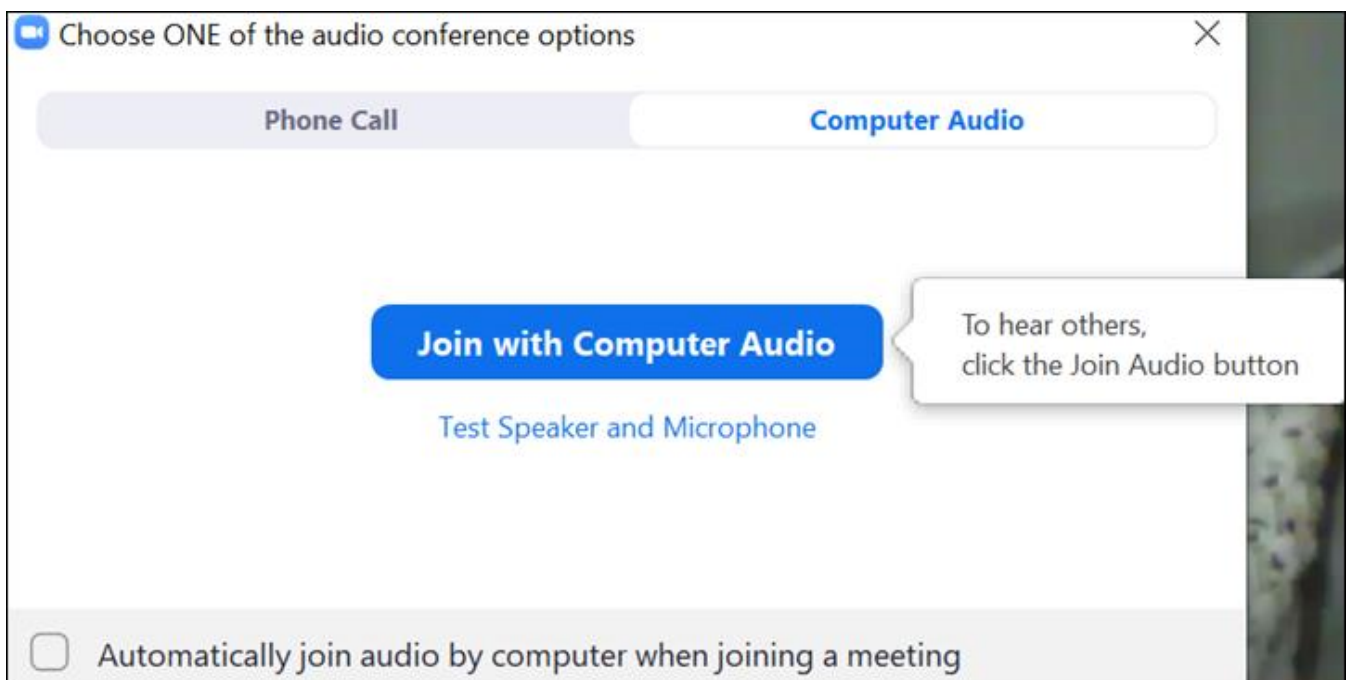 Choose ONE of the audio conference options
Phone Call
Computer Audio
Join with Computer Audio
To hear others,
click the Join Audio button
Test Speaker and Microphone
Automatically join audio by computer when joining a meeting